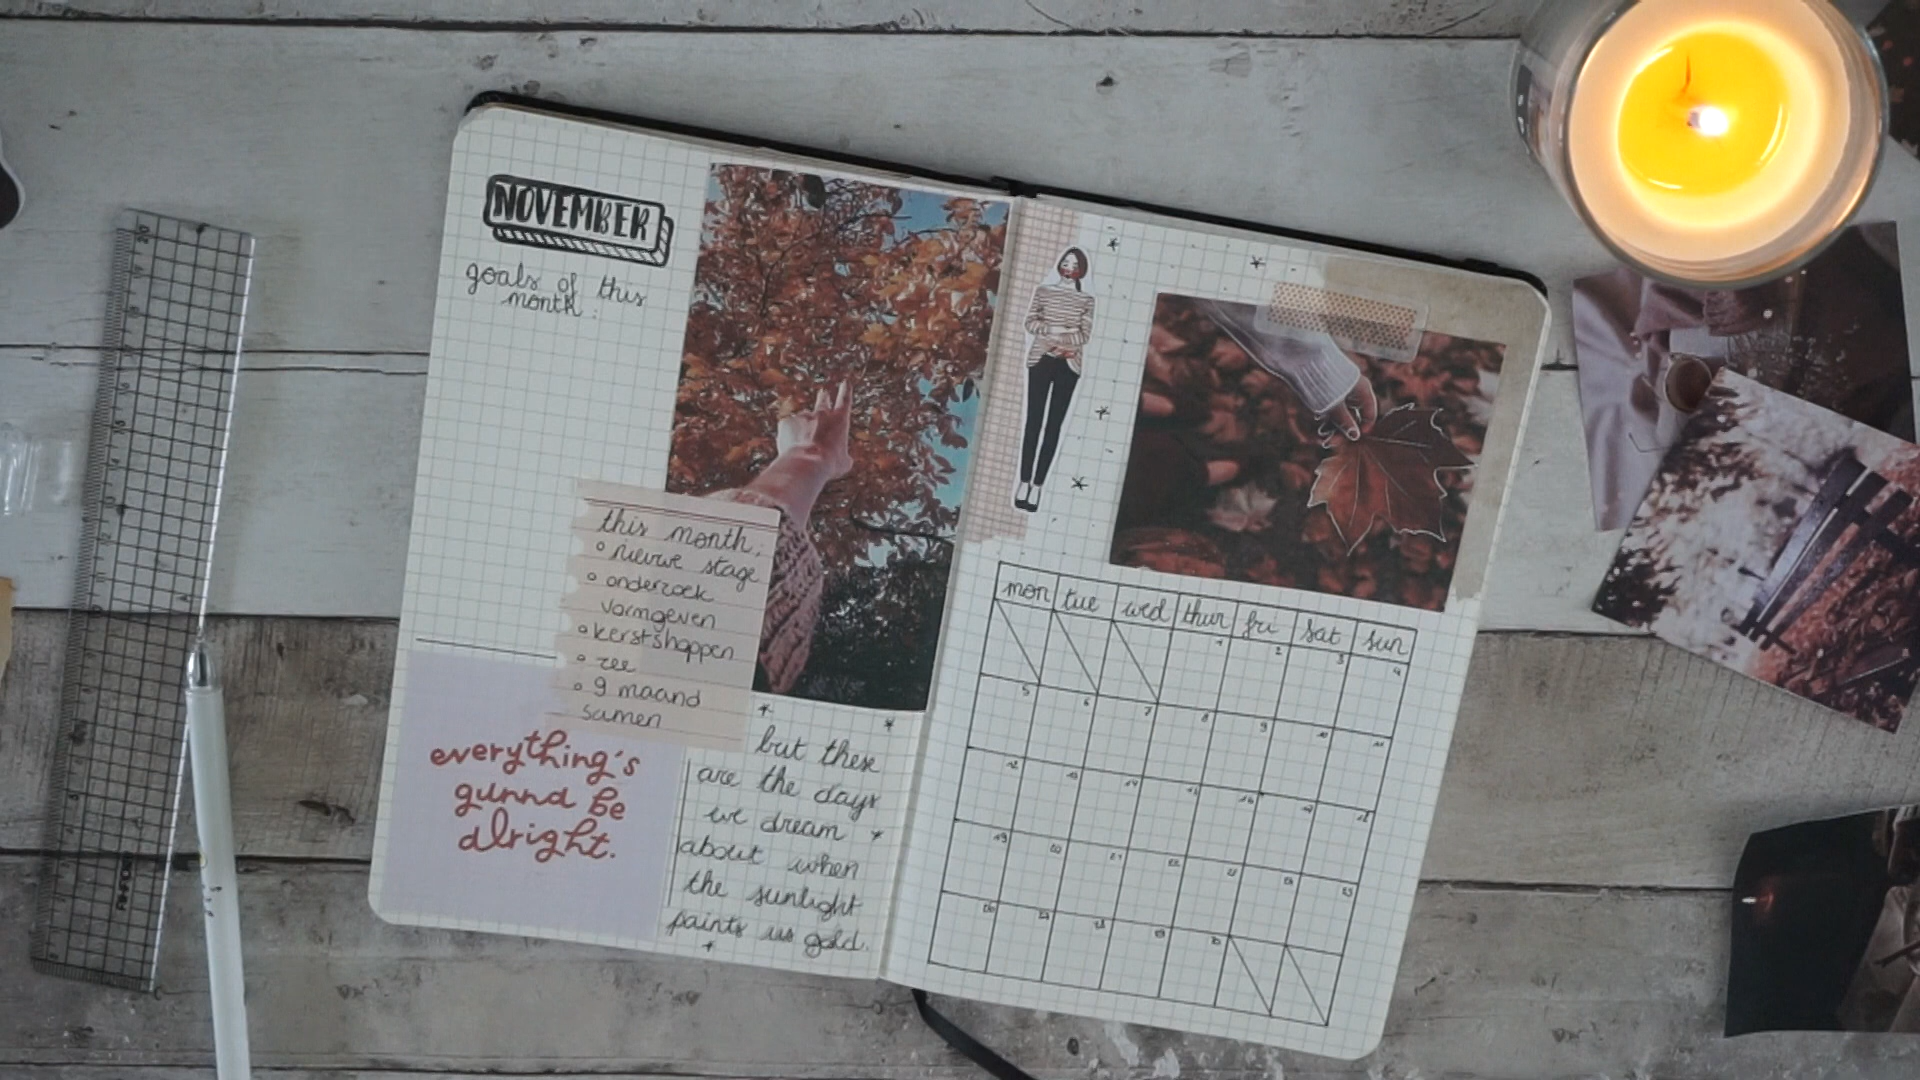 NOVEMBER
goals of this
month:
this month:
nieuwe stage
onderzoek
vormgeven
kerstshoppen
zee
9 maand
samen
everything's
gunna be
alright.
but these
are the days
we dream
about when
the sunlight
paints us gold.
mon tue wed thur fri sat sun
1 2 3 4
5 6 7 8 9 10 11
12 13 14 15 16 17 18
19 20 21 22 23 24 25
26 27 28 29 30